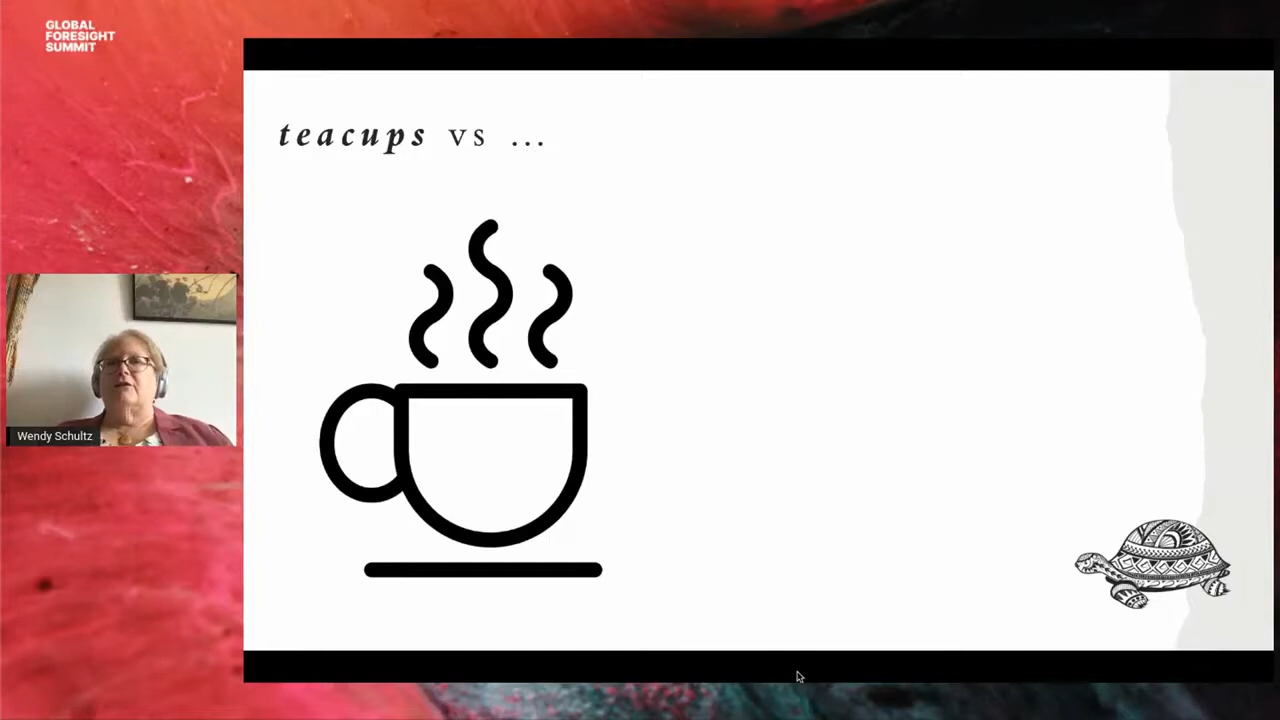 GLOBAL
FORESIGHT
SUMMIT
teacups vs ...
Wendy Schultz